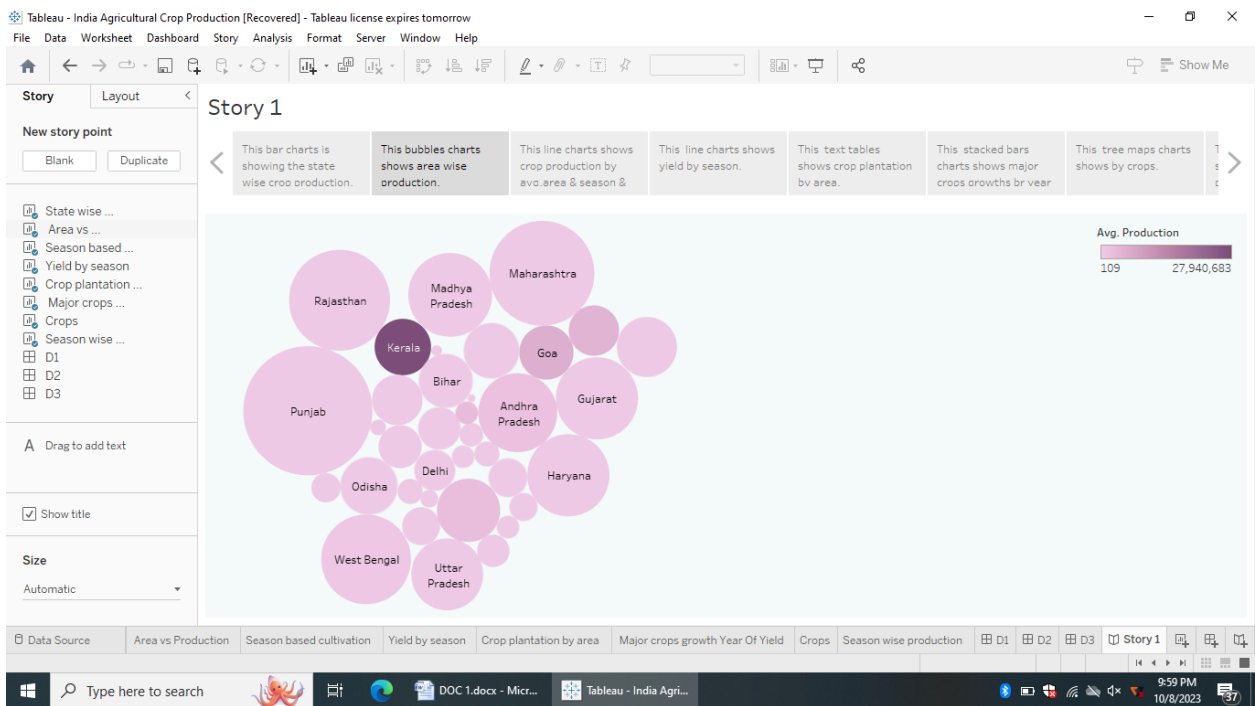 Tableau - India Agricultural Crop Production [Recovered] - Tableau license expires tomorrow
File Data Worksheet Dashboard Story Analysis Format Server Window Help
Show Me
Story Layout
New story point
Blank Duplicate
State wise ...
Area vs ...
Season based ...
Yield by season
Crop plantation ...
Major crops ...
Crops
Season wise ...
D1
D2
D3
A Drag to add text
Show title
Size
Automatic
Story 1
This bar charts is
showing the state
wise crop production.
This bubbles charts
shows area wise
production.
This line charts shows
crop production by
avg.area & season &
This line charts shows
yield by season.
This text tables
shows crop plantation
by area.
This stacked bars
charts shows major
crops growths br year
This tree maps charts
shows by crops.
Avg. Production
109 27,940,683
Maharashtra
Rajasthan
Madhya
Pradesh
Kerala
Goa
Bihar
Punjab
Andhra
Pradesh
Gujarat
Delhi
Haryana
Odisha
West Bengal
Uttar
Pradesh
Data Source Area vs Production Season based cultivation Yield by season Crop plantation by area Major crops growth Year Of Yield Crops Season wise production D1 D2 D3 Story 1
Type here to search DOC 1.docx - Micr... Tableau - India Agri... 9:59 PM
10/8/2023
37